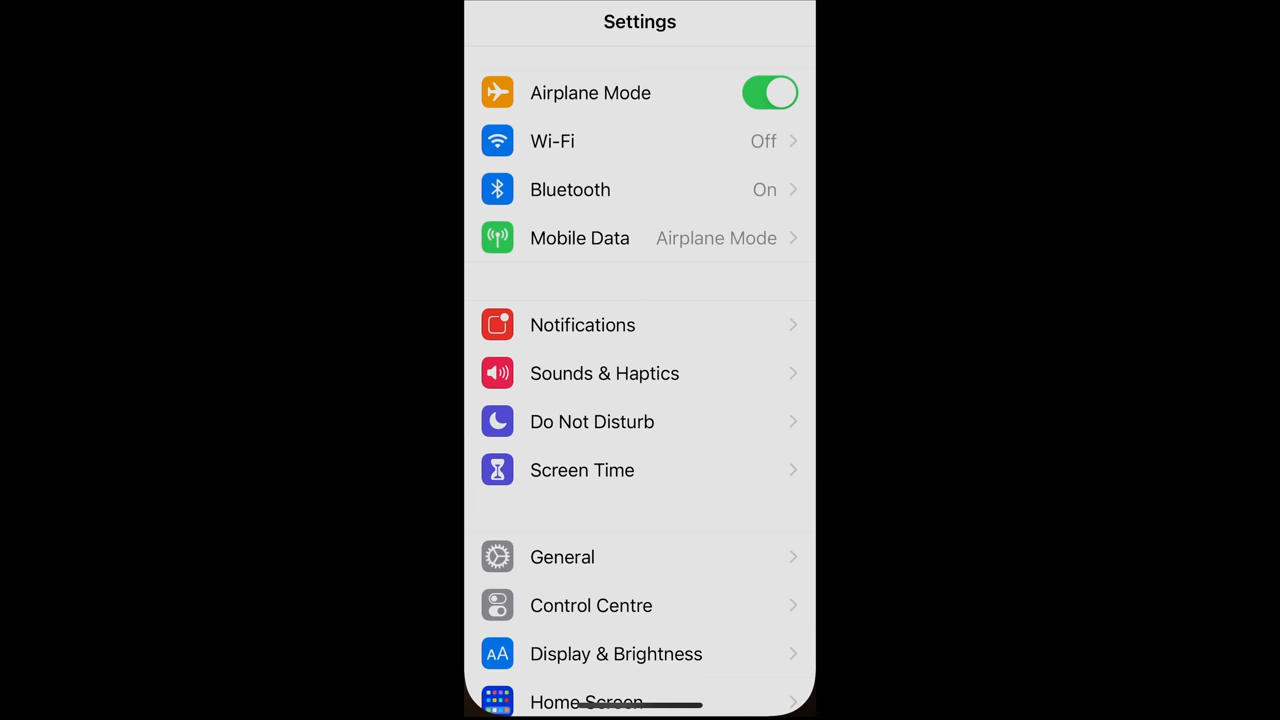 Settings
Airplane Mode
Wi-Fi Off
Bluetooth On
Mobile Data Airplane Mode
Notifications
Sounds & Haptics
Do Not Disturb
Screen Time
General
Control Centre
AA Display & Brightness
Home Screen